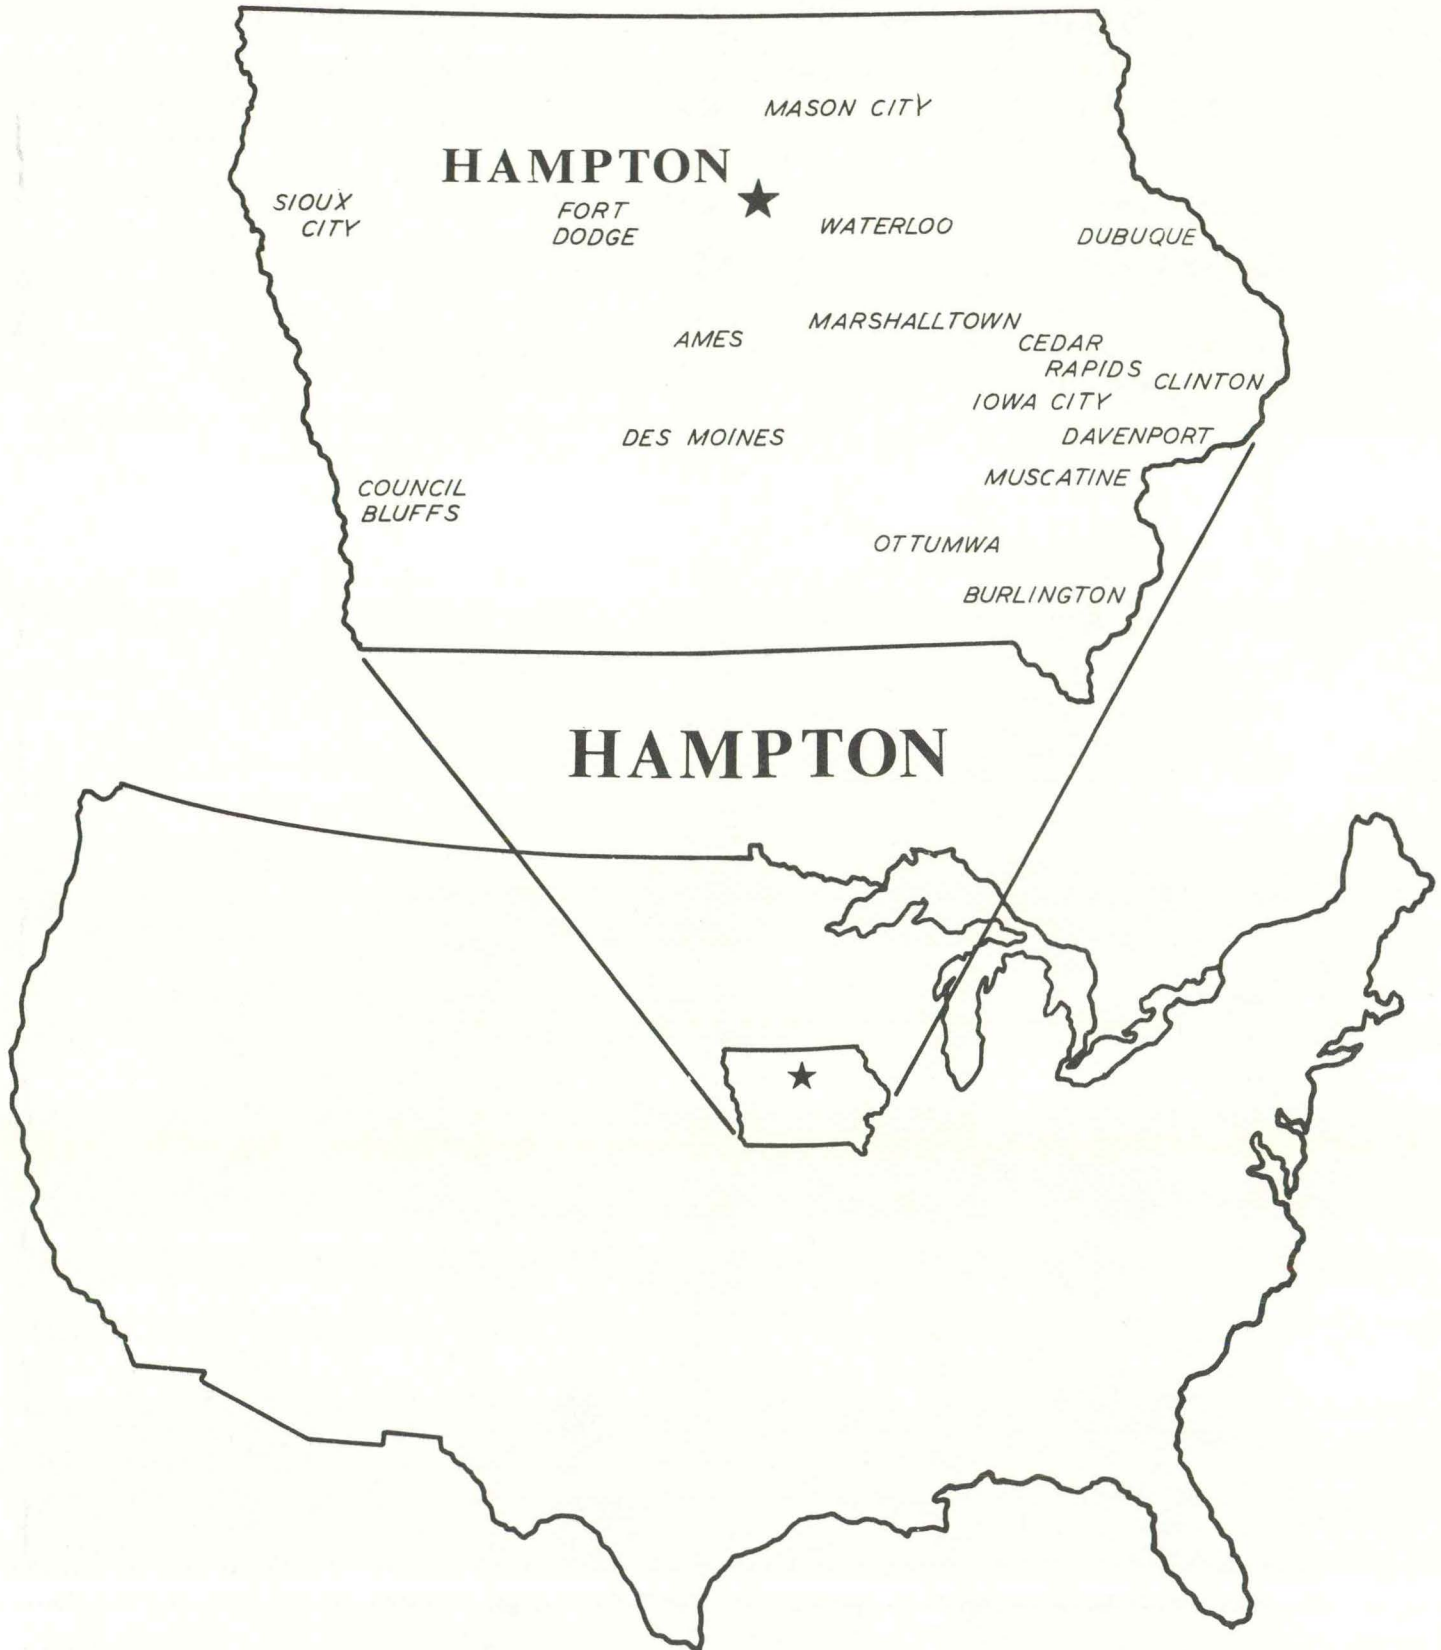 MASON CITY
HAMPTON
SIOUX
CITY
FORT
DODGE
WATERLOO
DUBUQUE
AMES
MARSHALLTOWN
CEDAR
RAPIDS
CLINTON
IOWA CITY
DES MOINES
DAVENPORT
COUNCIL
BLUFFS
MUSCATINE
OTTUMWA
BURLINGTON
HAMPTON